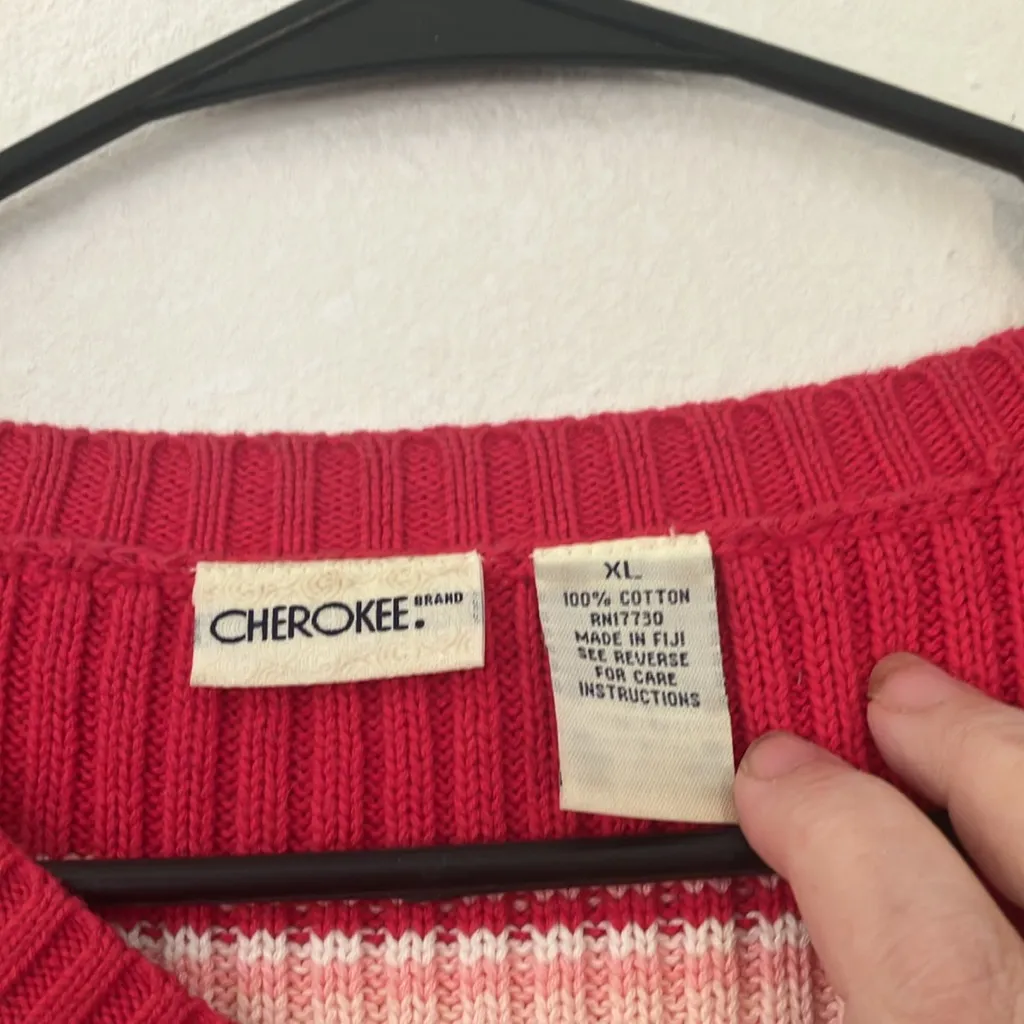 CHEROKEE. BRAND
XL
100% COTTON
RN17730
MADE IN FIJI
SEE REVERSE
FOR CARE
INSTRUCTIONS